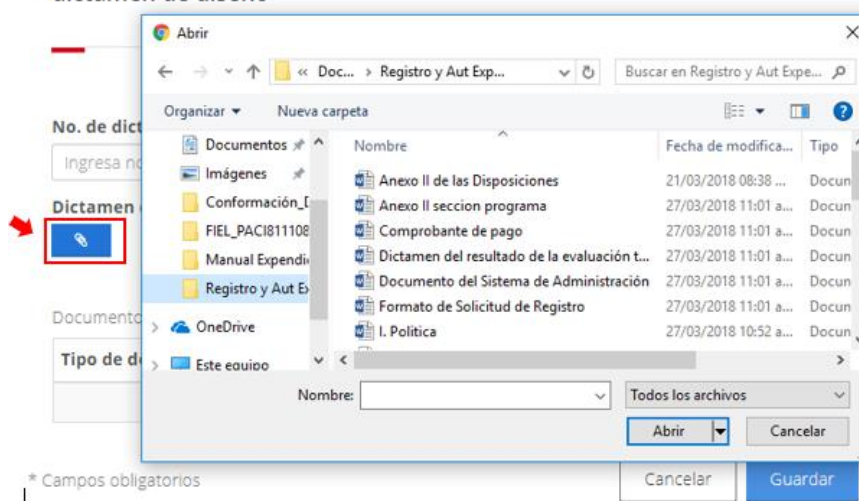 dictamen de diseño
Abrir
« Doc... > Registro y Aut Exp...
Buscar en Registro y Aut Expe...
Organizar
Nueva carpeta
No. de dict
Ingresa no
Dictamen
Documento
Tipo de d
Documentos
Imágenes
Conformación_D
FIEL_PACI8111108
Manual Expendi
Registro y Aut Ex
OneDrive
Este equipo
Nombre
Fecha de modifica...
Tipo
Anexo II de las Disposiciones
21/03/2018 08:38 ...
Docun
Anexo II seccion programa
27/03/2018 11:01 a...
Docun
Comprobante de pago
27/03/2018 11:01 a...
Docun
Dictamen del resultado de la evaluación t...
27/03/2018 11:01 a...
Docun
Documento del Sistema de Administración
27/03/2018 11:01 a...
Docun
Formato de Solicitud de Registro
27/03/2018 11:01 a...
Docun
I. Politica
27/03/2018 10:52 a...
Docun
Nombre:
Todos los archivos
Abrir
Cancelar
* Campos obligatorios
Cancelar
Guardar